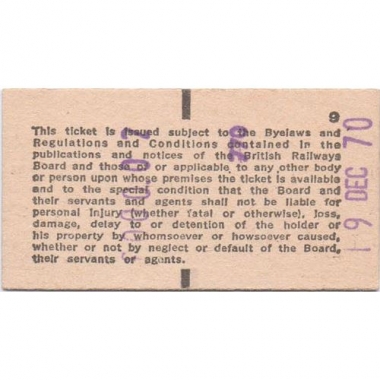 9
This ticket is issued subject to the Byelaws and
Regulations and Conditions contained in the
publications and notices of the British Railways
Board and those of or applicable to any other body
or person upon whose premises the ticket is available
and to the special condition that the Board and
their servants and agents shall not be liable for
personal injury (whether fatal or otherwise), loss,
damage, delay to or detention of the holder or
his property by whomsoever or howsoever caused,
whether or not by neglect or default of the Board,
their servants or agents.
9 DEC 70